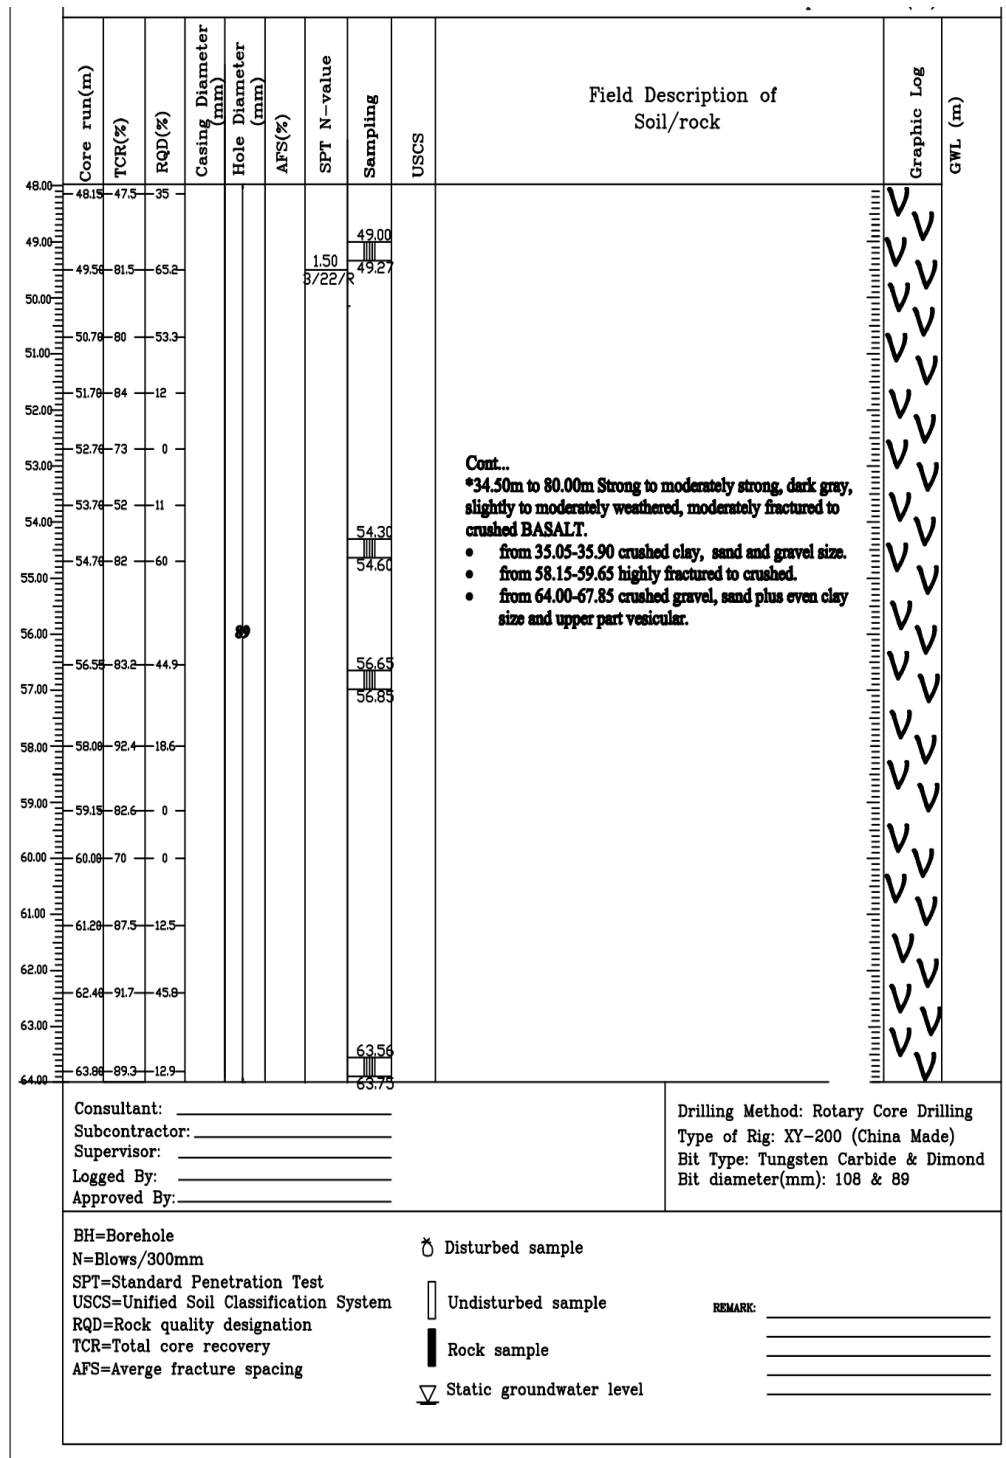 Core run(m)
TCR(%)
RQD(%)
Casing Diameter
(mm)
Hole Diameter
(mm)
AFS(%)
SPT N-value
Sampling
USCS
Field Description of
Soil/rock
Graphic Log
GWL (m)
48.00
48.15 47.5 35
49.00
49.00
1.50
49.27
49.50 81.5 65.2
3/22/R
50.00
50.70 80 53.3
51.00
51.70 84 12
52.00
52.70 73 0
53.00
53.70 52 11
54.00
54.30
54.70 82 60
54.60
55.00
56.00
89
56.55 83.2 44.9
56.65
57.00
56.85
58.00
58.00 92.4 18.6
59.00
59.15 82.6 0
60.00
60.00 70 0
61.00
61.20 87.5 12.5
62.00
62.40 91.7 45.8
63.00
63.56
63.80 89.3 12.9
63.75
64.00
Cont...
*34.50m to 80.00m Strong to moderately strong, dark gray,
slightly to moderately weathered, moderately fractured to
crushed BASALT.
• from 35.05-35.90 crushed clay, sand and gravel size.
• from 58.15-59.65 highly fractured to crushed.
• from 64.00-67.85 crushed gravel, sand plus even clay
size and upper part vesicular.
Consultant:
Subcontractor:
Supervisor:
Logged By:
Approved By:
Drilling Method: Rotary Core Drilling
Type of Rig: XY-200 (China Made)
Bit Type: Tungsten Carbide & Dimond
Bit diameter(mm): 108 & 89
BH=Borehole
N=Blows/300mm
SPT=Standard Penetration Test
USCS=Unified Soil Classification System
RQD=Rock quality designation
TCR=Total core recovery
AFS=Averge fracture spacing
Disturbed sample
Undisturbed sample
Rock sample
Static groundwater level
REMARK: